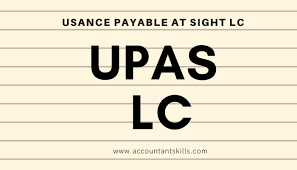 USANCE PAYABLE AT SIGHT LC
UPAS
LC
www.accountantskills.com